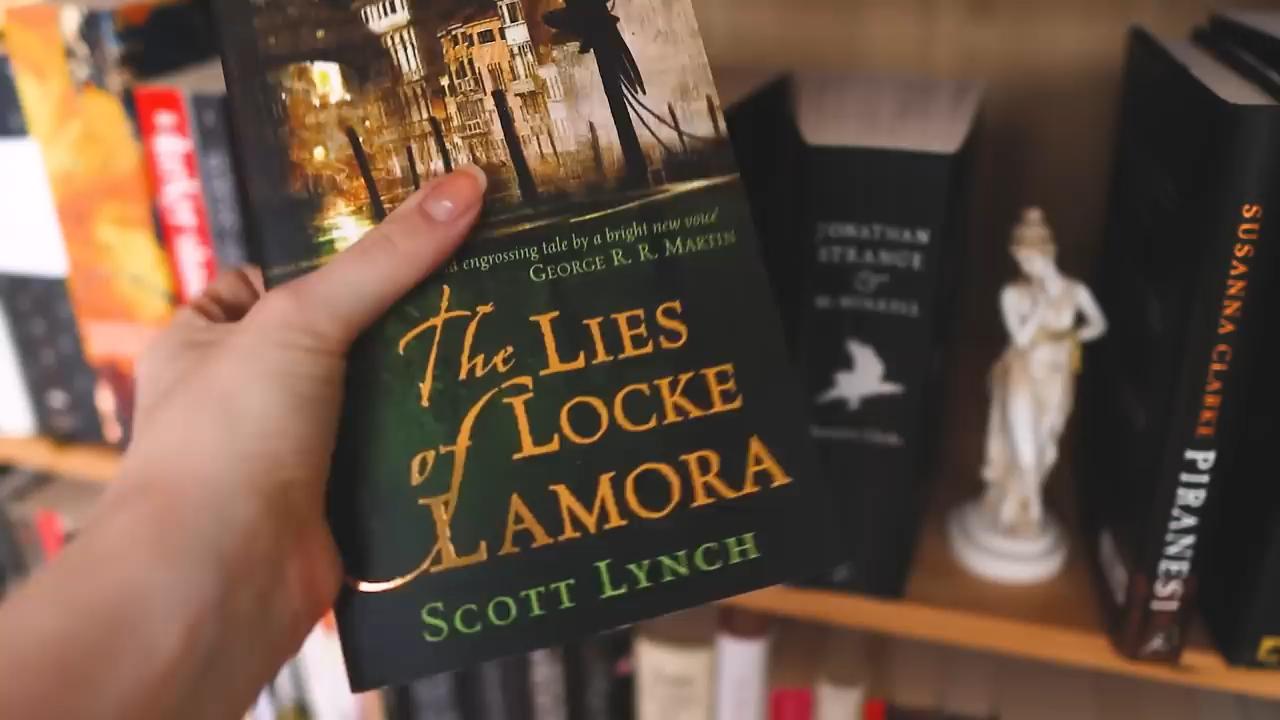 engrossing tale by a bright new voice
GEORGE R. R. MARTIN
The LIES
of LOCKE
LAMORA
SCOTT LYNCH
JONATHAN
STRANGE
&
MR NORRELL
SUSANNA CLARKE PIRANESI